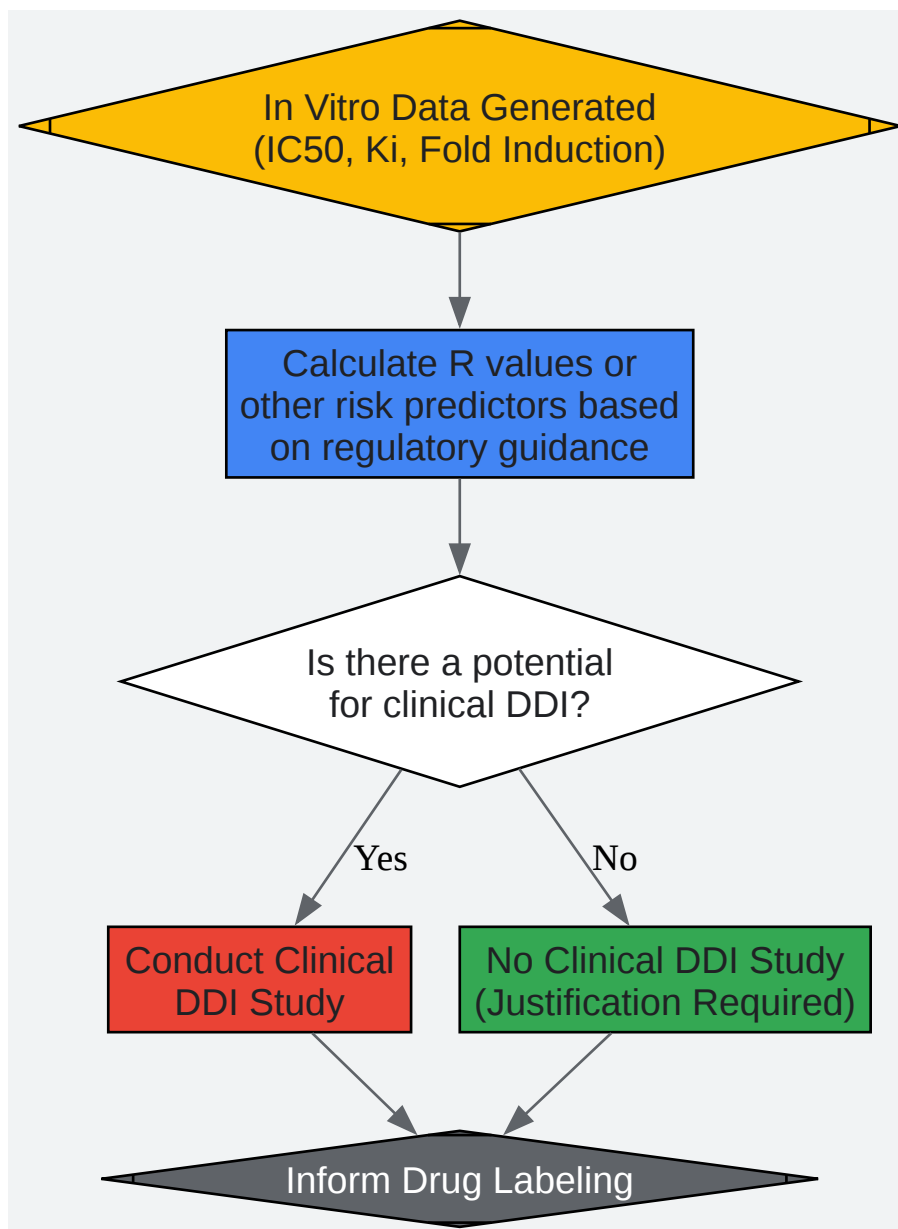 In Vitro Data Generated
(IC50, Ki, Fold Induction)
Calculate R values or
other risk predictors based
on regulatory guidance
Is there a potential
for clinical DDI?
Yes
No
Conduct Clinical
DDI Study
No Clinical DDI Study
(Justification Required)
Inform Drug Labeling